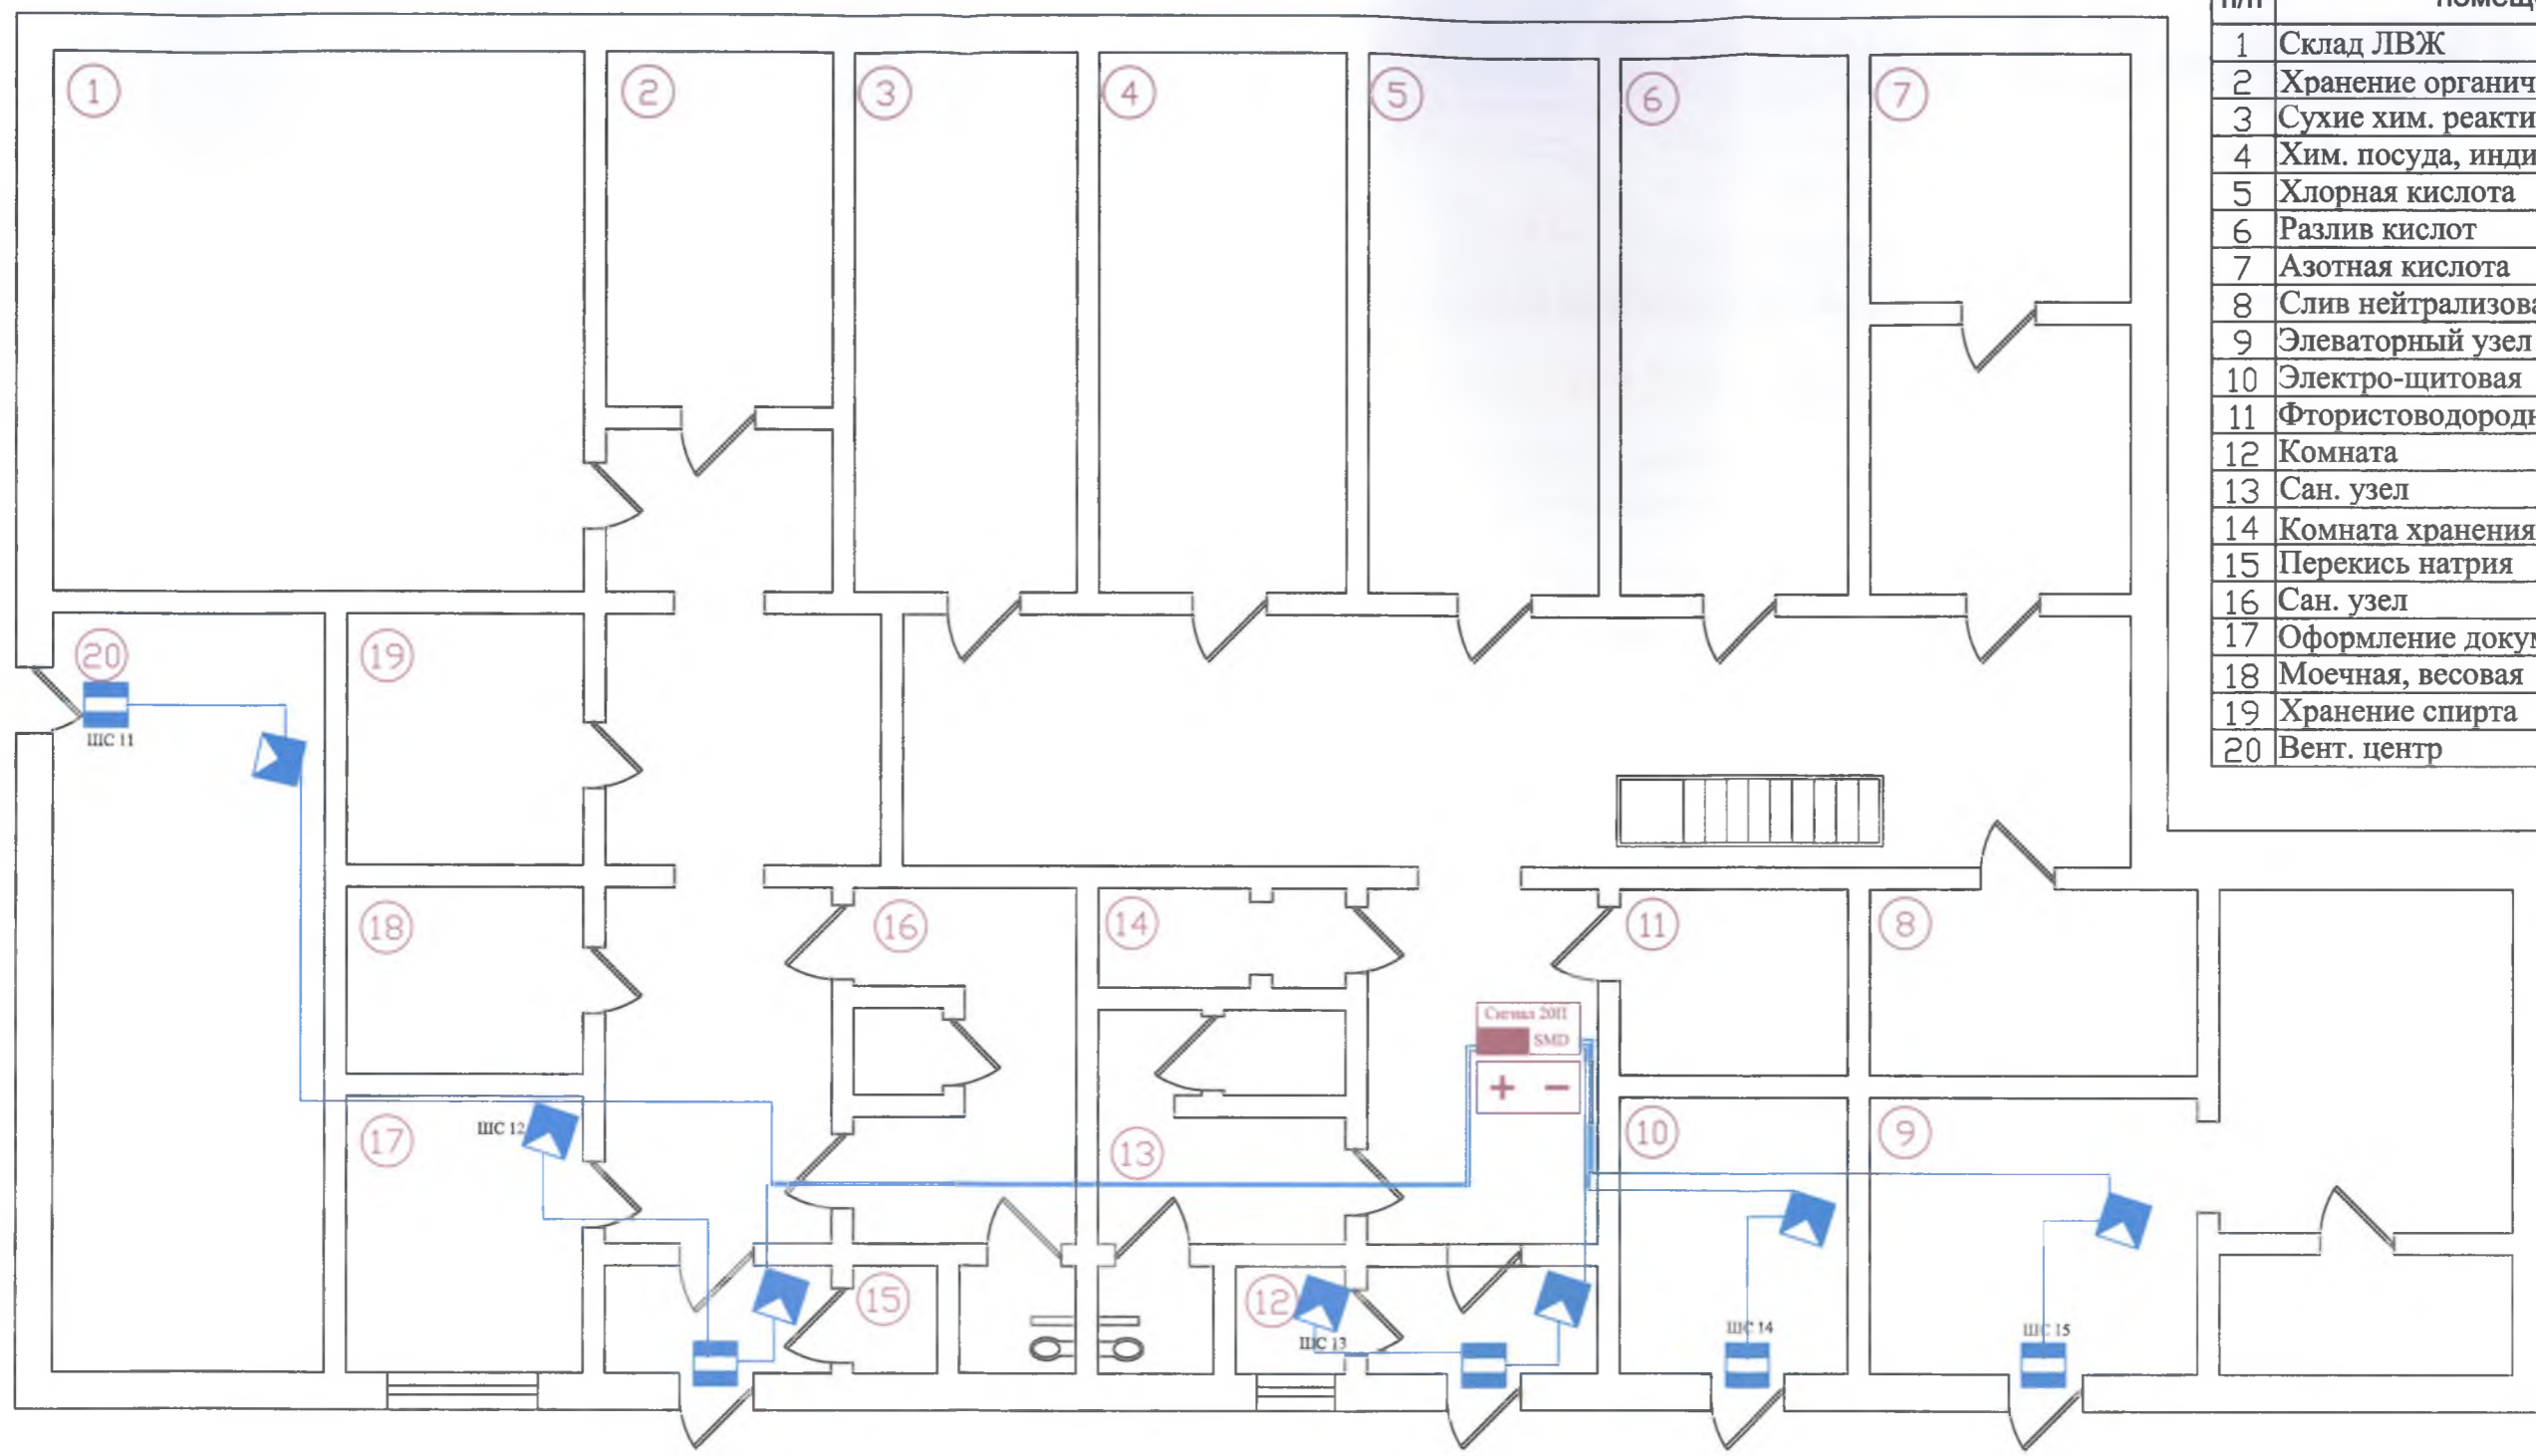 1
2
3
4
5
6
7
20
ШС 11
19
18
16
14
11
8
Сигнал 20П
SMD
+ −
17
ШС 12
13
10
9
15
12
ШС 13
ШС 14
ШС 15
п/п
1 Склад ЛВЖ
2 Хранение органич
3 Сухие хим. реакти
4 Хим. посуда, инди
5 Хлорная кислота
6 Разлив кислот
7 Азотная кислота
8 Слив нейтрализова
9 Элеваторный узел
10 Электро-щитовая
11 Фтористоводородн
12 Комната
13 Сан. узел
14 Комната хранения
15 Перекись натрия
16 Сан. узел
17 Оформление докум
18 Моечная, весовая
19 Хранение спирта
20 Вент. центр